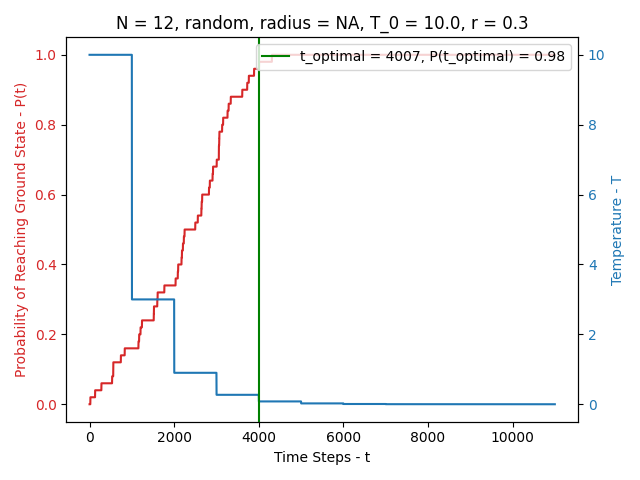 N = 12, random, radius = NA, T_0 = 10.0, r = 0.3
t_optimal = 4007, P(t_optimal) = 0.98
Probability of Reaching Ground State - P(t)
1.0
0.8
0.6
0.4
0.2
0.0
10
8
6
4
2
0
Temperature - T
0 2000 4000 6000 8000 10000
Time Steps - t